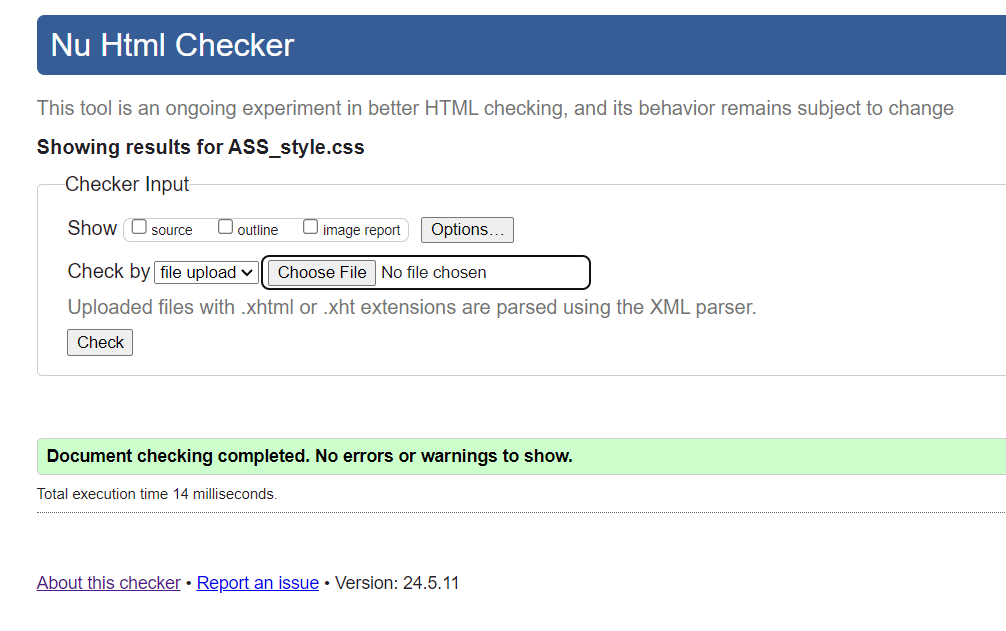 Nu Html Checker
This tool is an ongoing experiment in better HTML checking, and its behavior remains subject to change
Showing results for ASS_style.css
Checker Input
Show source outline image report Options…
Check by file upload Choose File No file chosen
Uploaded files with .xhtml or .xht extensions are parsed using the XML parser.
Check
Document checking completed. No errors or warnings to show.
Total execution time 14 milliseconds.
About this checker • Report an issue • Version: 24.5.11